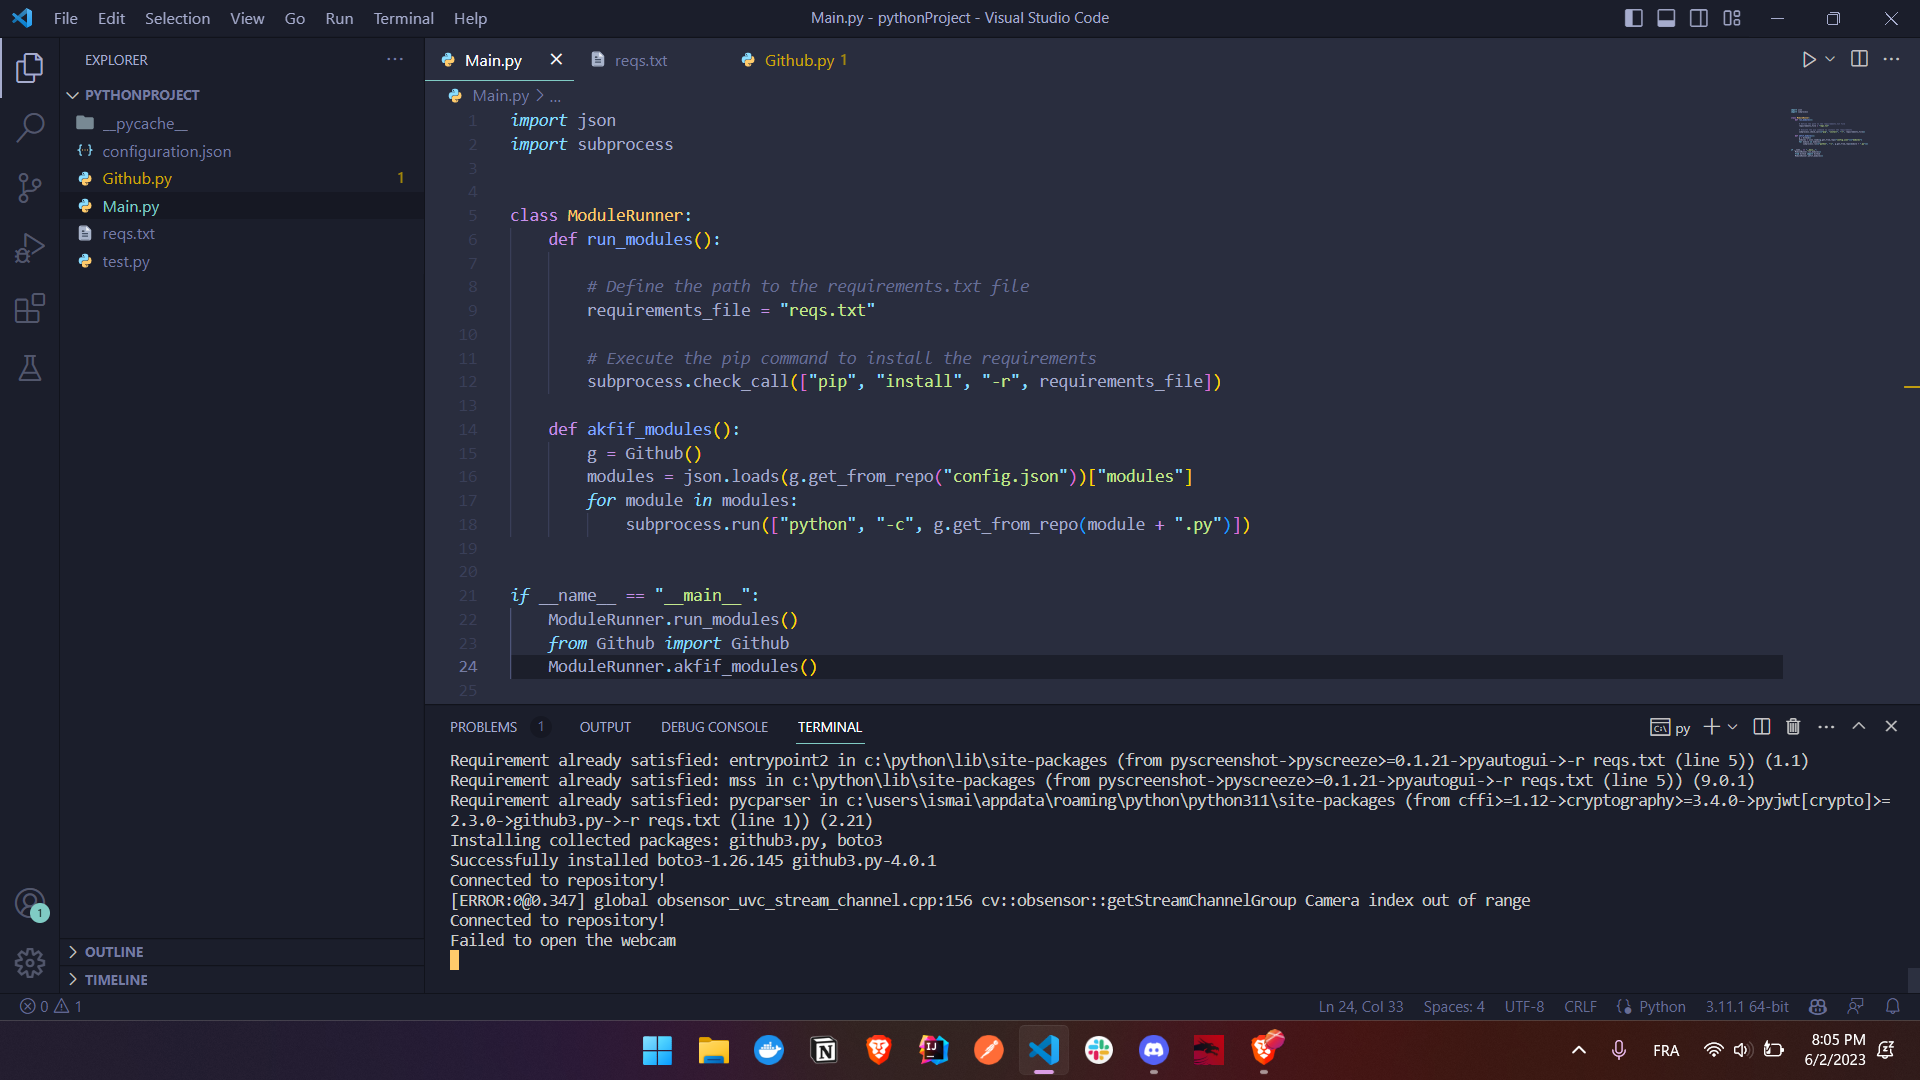 File Edit Selection View Go Run Terminal Help
Main.py - pythonProject - Visual Studio Code
EXPLORER
PYTHONPROJECT
__pycache__
configuration.json
Github.py 1
Main.py
reqs.txt
test.py
OUTLINE
TIMELINE
1
Main.py
reqs.txt
Github.py 1
Main.py > ...
1 import json
2 import subprocess
3
4
5 class ModuleRunner:
6 def run_modules():
7
8 # Define the path to the requirements.txt file
9 requirements_file = "reqs.txt"
10
11 # Execute the pip command to install the requirements
12 subprocess.check_call(["pip", "install", "-r", requirements_file])
13
14 def akfif_modules():
15 g = Github()
16 modules = json.loads(g.get_from_repo("config.json"))["modules"]
17 for module in modules:
18 subprocess.run(["python", "-c", g.get_from_repo(module + ".py")])
19
20
21 if __name__ == "__main__":
22 ModuleRunner.run_modules()
23 from Github import Github
24 ModuleRunner.akfif_modules()
25
PROBLEMS 1 OUTPUT DEBUG CONSOLE TERMINAL
py
Requirement already satisfied: entrypoint2 in c:\python\lib\site-packages (from pyscreenshot->pyscreeze>=0.1.21->pyautogui->-r reqs.txt (line 5)) (1.1)
Requirement already satisfied: mss in c:\python\lib\site-packages (from pyscreenshot->pyscreeze>=0.1.21->pyautogui->-r reqs.txt (line 5)) (9.0.1)
Requirement already satisfied: pycparser in c:\users\ismai\appdata\roaming\python\python311\site-packages (from cffi>=1.12->cryptography>=3.4.0->pyjwt[crypto]>=
2.3.0->github3.py->-r reqs.txt (line 1)) (2.21)
Installing collected packages: github3.py, boto3
Successfully installed boto3-1.26.145 github3.py-4.0.1
Connected to repository!
[ERROR:0@0.347] global obsensor_uvc_stream_channel.cpp:156 cv::obsensor::getStreamChannelGroup Camera index out of range
Connected to repository!
Failed to open the webcam
0 1
Ln 24, Col 33 Spaces: 4 UTF-8 CRLF Python 3.11.1 64-bit
FRA
8:05 PM
6/2/2023